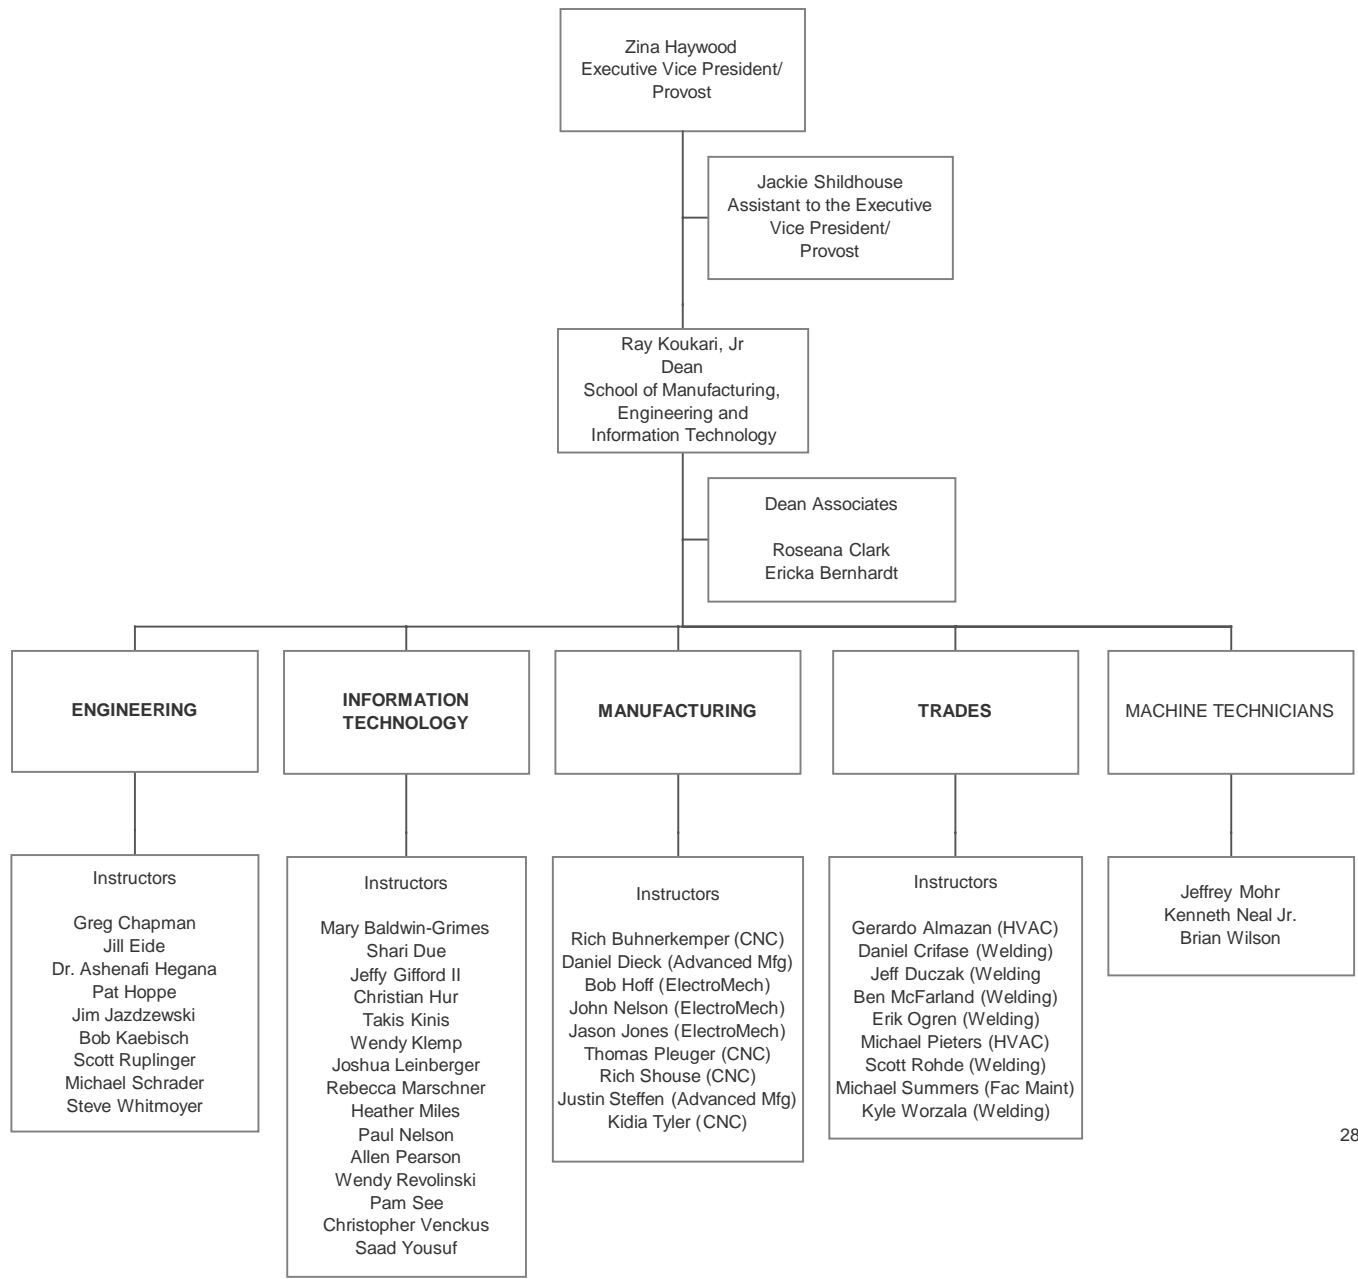 Zina Haywood
Executive Vice President/
Provost
Jackie Shildhouse
Assistant to the Executive
Vice President/
Provost
Ray Koukari, Jr
Dean
School of Manufacturing,
Engineering and
Information Technology
Dean Associates
Roseana Clark
Ericka Bernhardt
ENGINEERING
INFORMATION
TECHNOLOGY
MANUFACTURING
TRADES
MACHINE TECHNICIANS
Instructors
Greg Chapman
Jill Eide
Dr. Ashenafi Hegana
Pat Hoppe
Jim Jazdzewski
Bob Kaebisch
Scott Ruplinger
Michael Schrader
Steve Whitmoyer
Instructors
Mary Baldwin-Grimes
Shari Due
Jeffy Gifford II
Christian Hur
Takis Kinis
Wendy Klemp
Joshua Leinberger
Rebecca Marschner
Heather Miles
Paul Nelson
Allen Pearson
Wendy Revolinski
Pam See
Christopher Venckus
Saad Yousuf
Instructors
Rich Buhnerkemper (CNC)
Daniel Dieck (Advanced Mfg)
Bob Hoff (ElectroMech)
John Nelson (ElectroMech)
Jason Jones (ElectroMech)
Thomas Pleuger (CNC)
Rich Shouse (CNC)
Justin Steffen (Advanced Mfg)
Kidia Tyler (CNC)
Instructors
Gerardo Almazan (HVAC)
Daniel Crifase (Welding)
Jeff Duczak (Welding
Ben McFarland (Welding)
Erik Ogren (Welding)
Michael Pieters (HVAC)
Scott Rohde (Welding)
Michael Summers (Fac Maint)
Kyle Worzala (Welding)
Jeffrey Mohr
Kenneth Neal Jr.
Brian Wilson
28